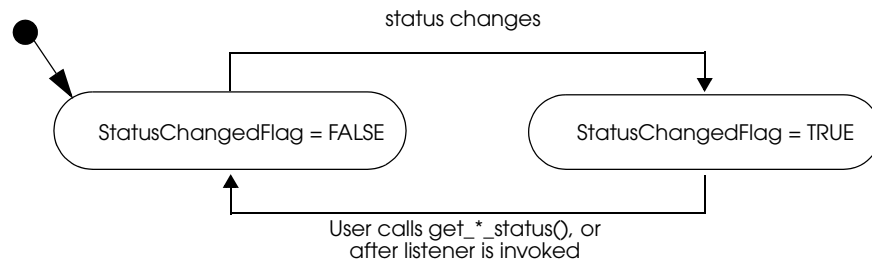 status changes
StatusChangedFlag = FALSE
StatusChangedFlag = TRUE
User calls get_*_status(), or
after listener is invoked